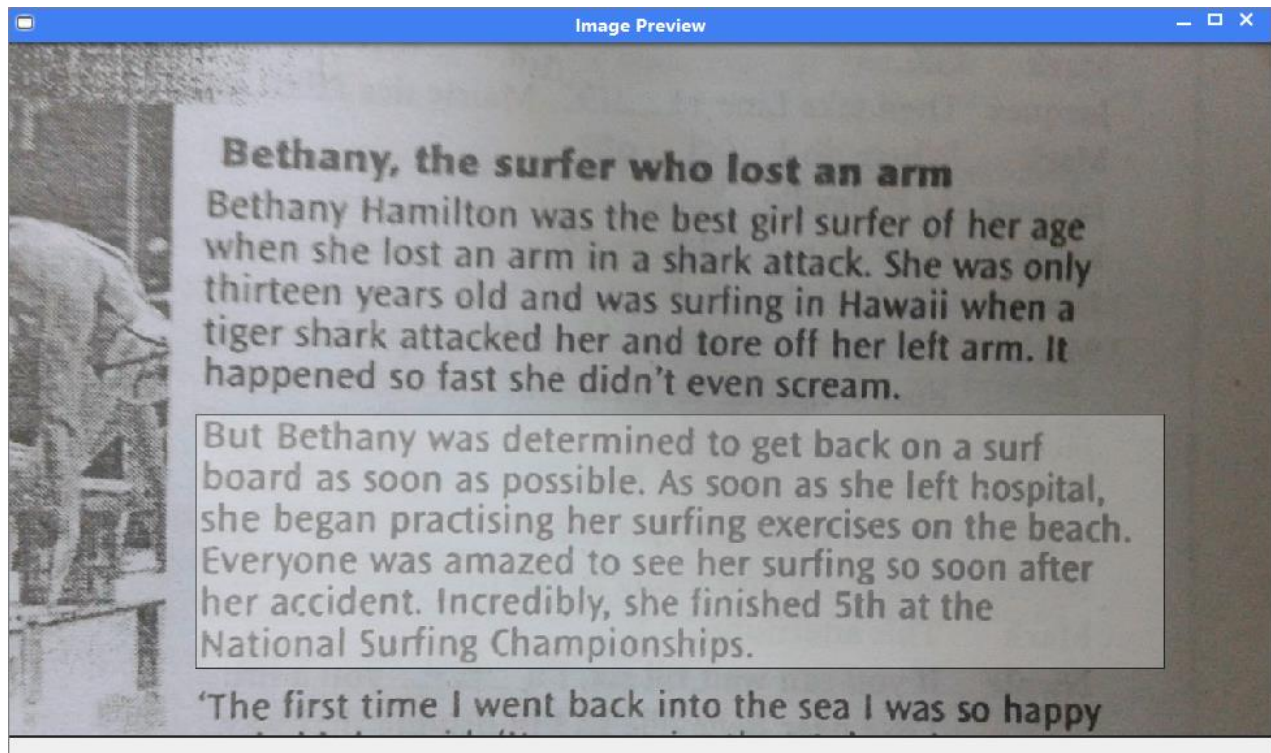 Image Preview
Bethany, the surfer who lost an arm
Bethany Hamilton was the best girl surfer of her age
when she lost an arm in a shark attack. She was only
thirteen years old and was surfing in Hawaii when a
tiger shark attacked her and tore off her left arm. It
happened so fast she didn't even scream.
But Bethany was determined to get back on a surf
board as soon as possible. As soon as she left hospital,
she began practising her surfing exercises on the beach.
Everyone was amazed to see her surfing so soon after
her accident. Incredibly, she finished 5th at the
National Surfing Championships.
‘The first time I went back into the sea I was so happy